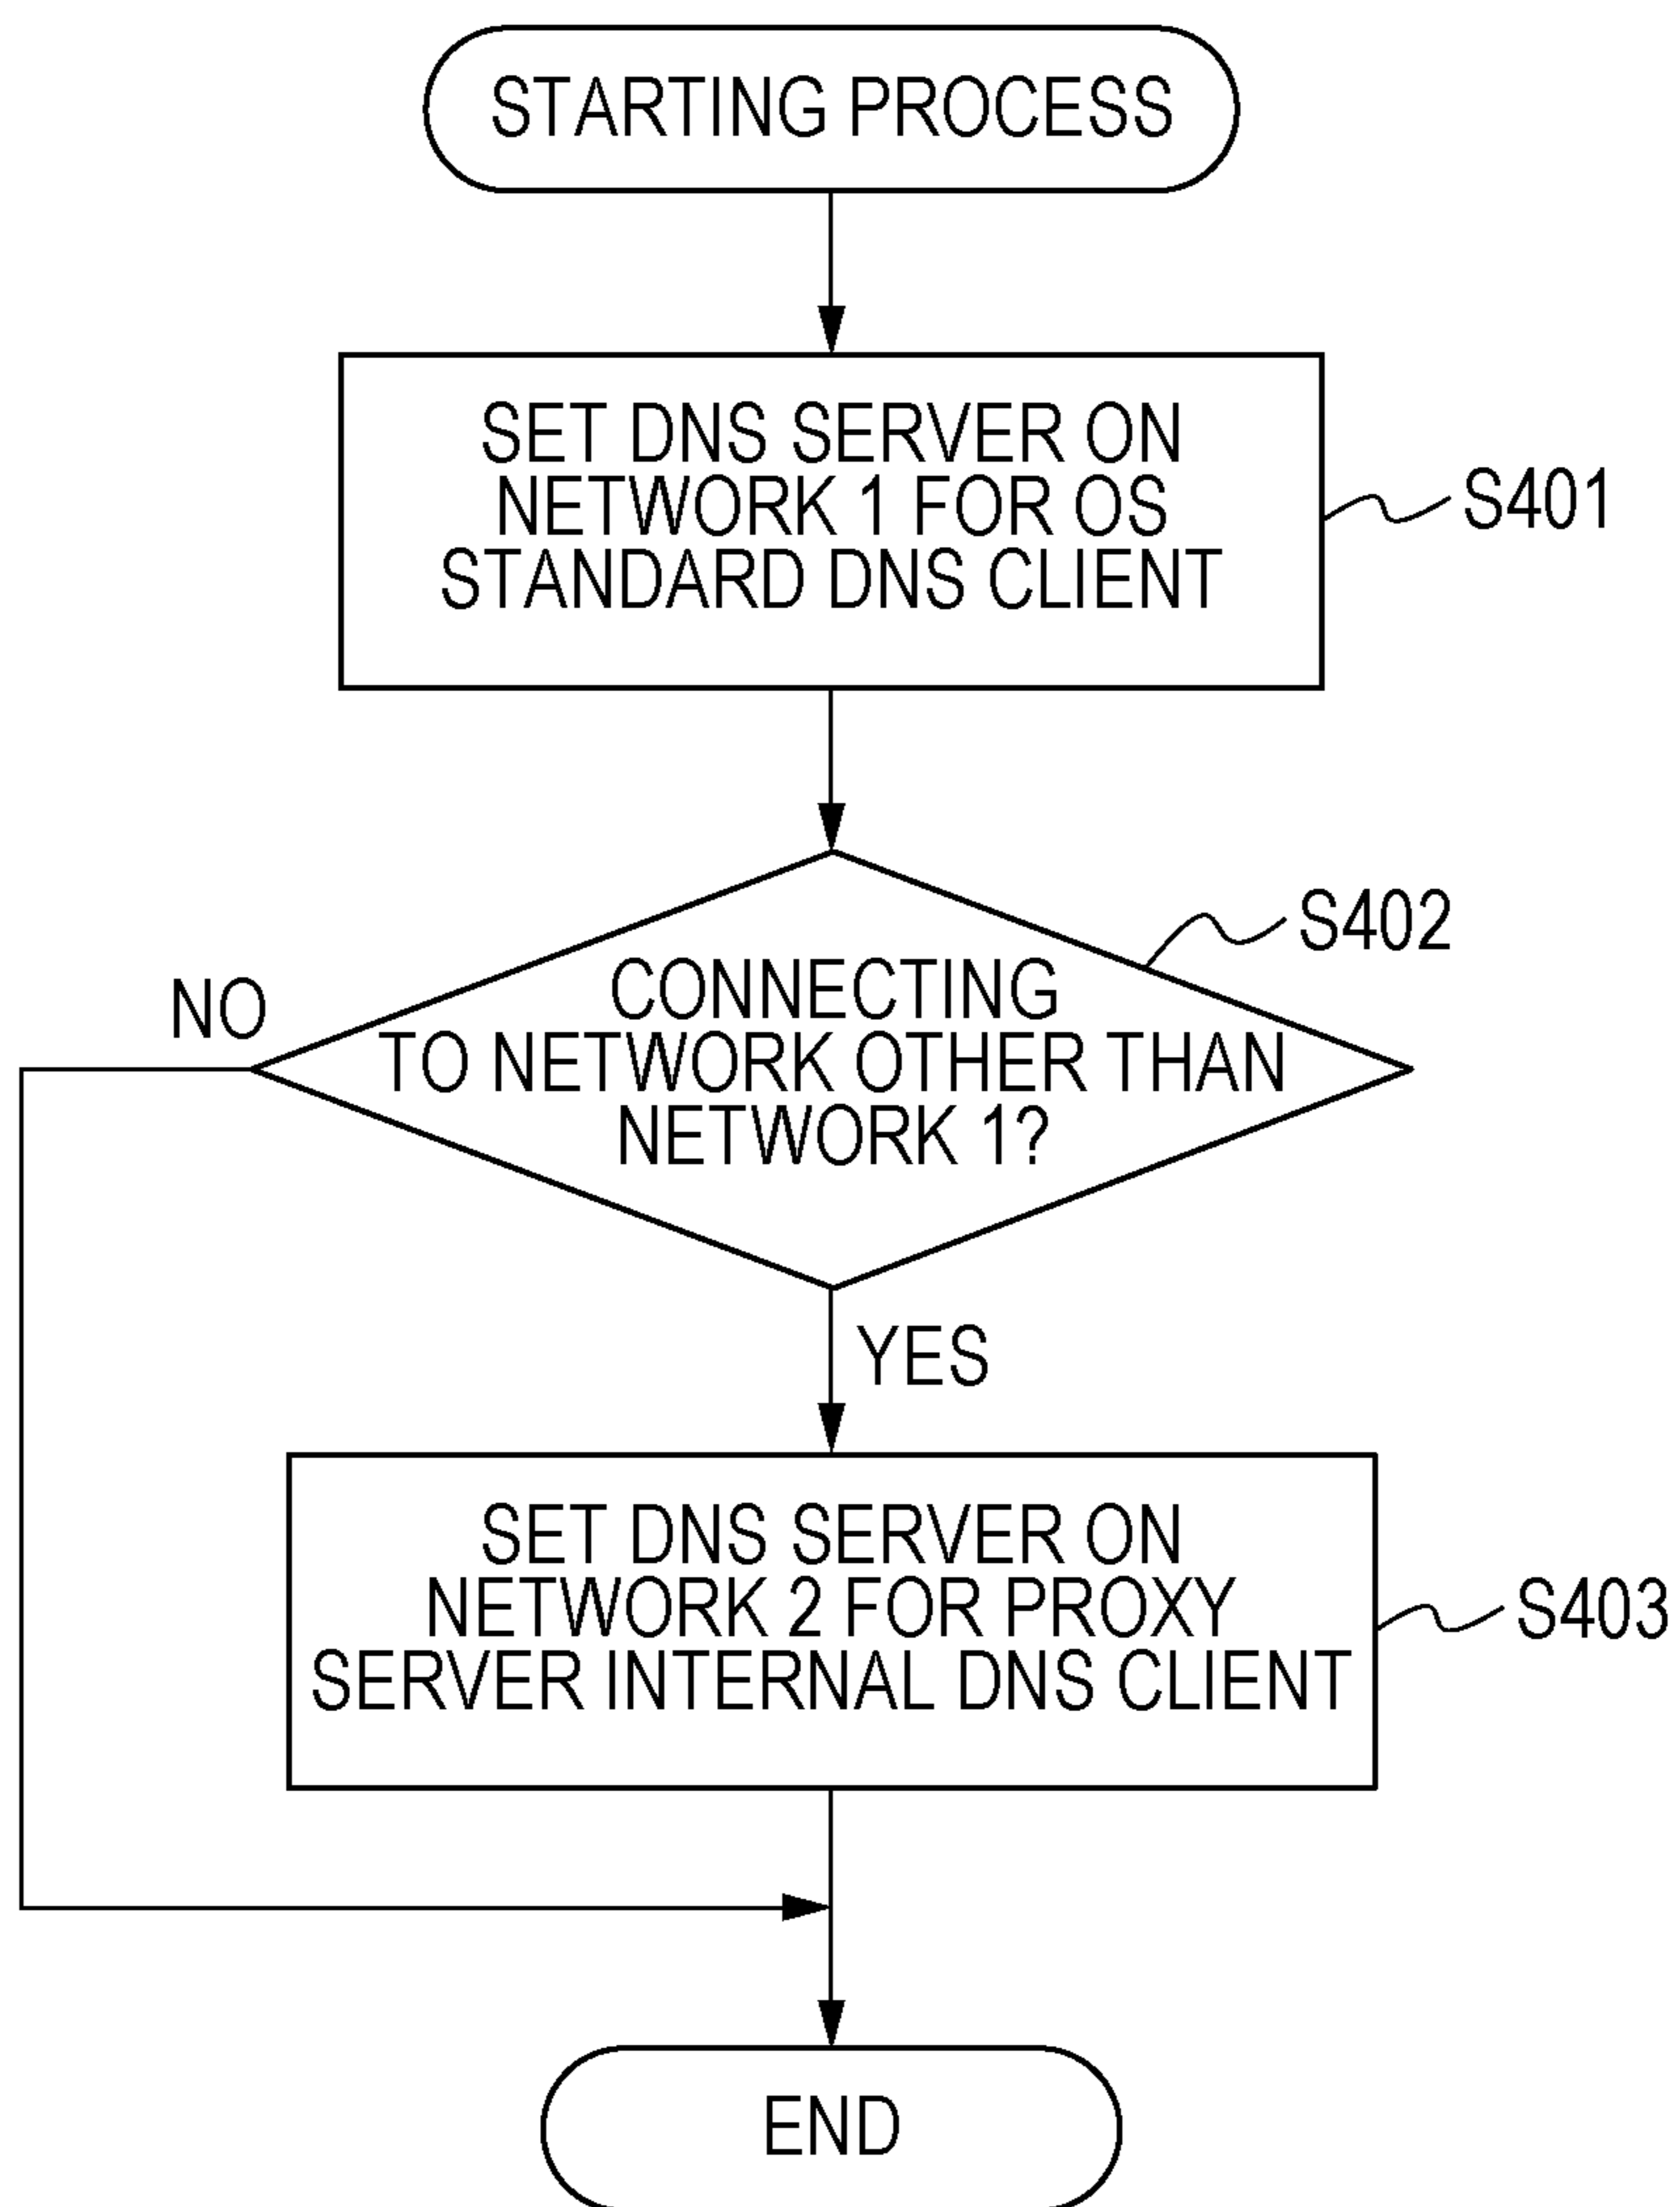 STARTING PROCESS
SET DNS SERVER ON
NETWORK 1 FOR OS
STANDARD DNS CLIENT
S401
S402
CONNECTING
TO NETWORK OTHER THAN
NETWORK 1?
NO
YES
SET DNS SERVER ON
NETWORK 2 FOR PROXY
SERVER INTERNAL DNS CLIENT
S403
END